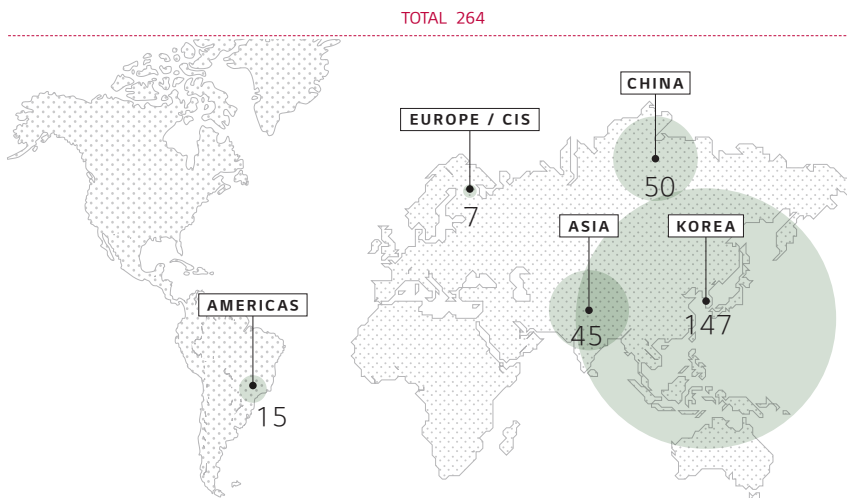 TOTAL 264
CHINA
50
EUROPE / CIS
7
ASIA
45
KOREA
147
AMERICAS
15